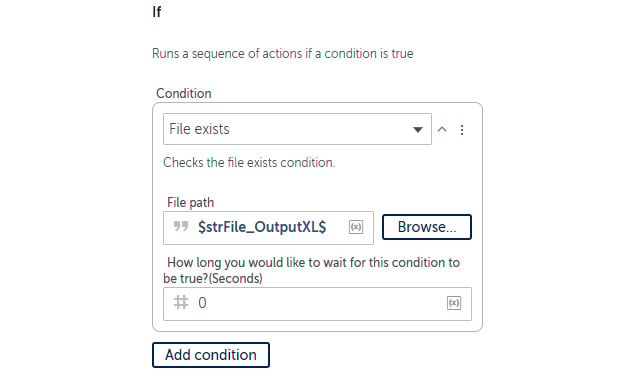 If
Runs a sequence of actions if a condition is true
Condition
File exists
Checks the file exists condition.
File path
$strFile_OutputXL$ (x)
Browse...
How long you would like to wait for this condition to
be true?(Seconds)
# 0 (x)
Add condition